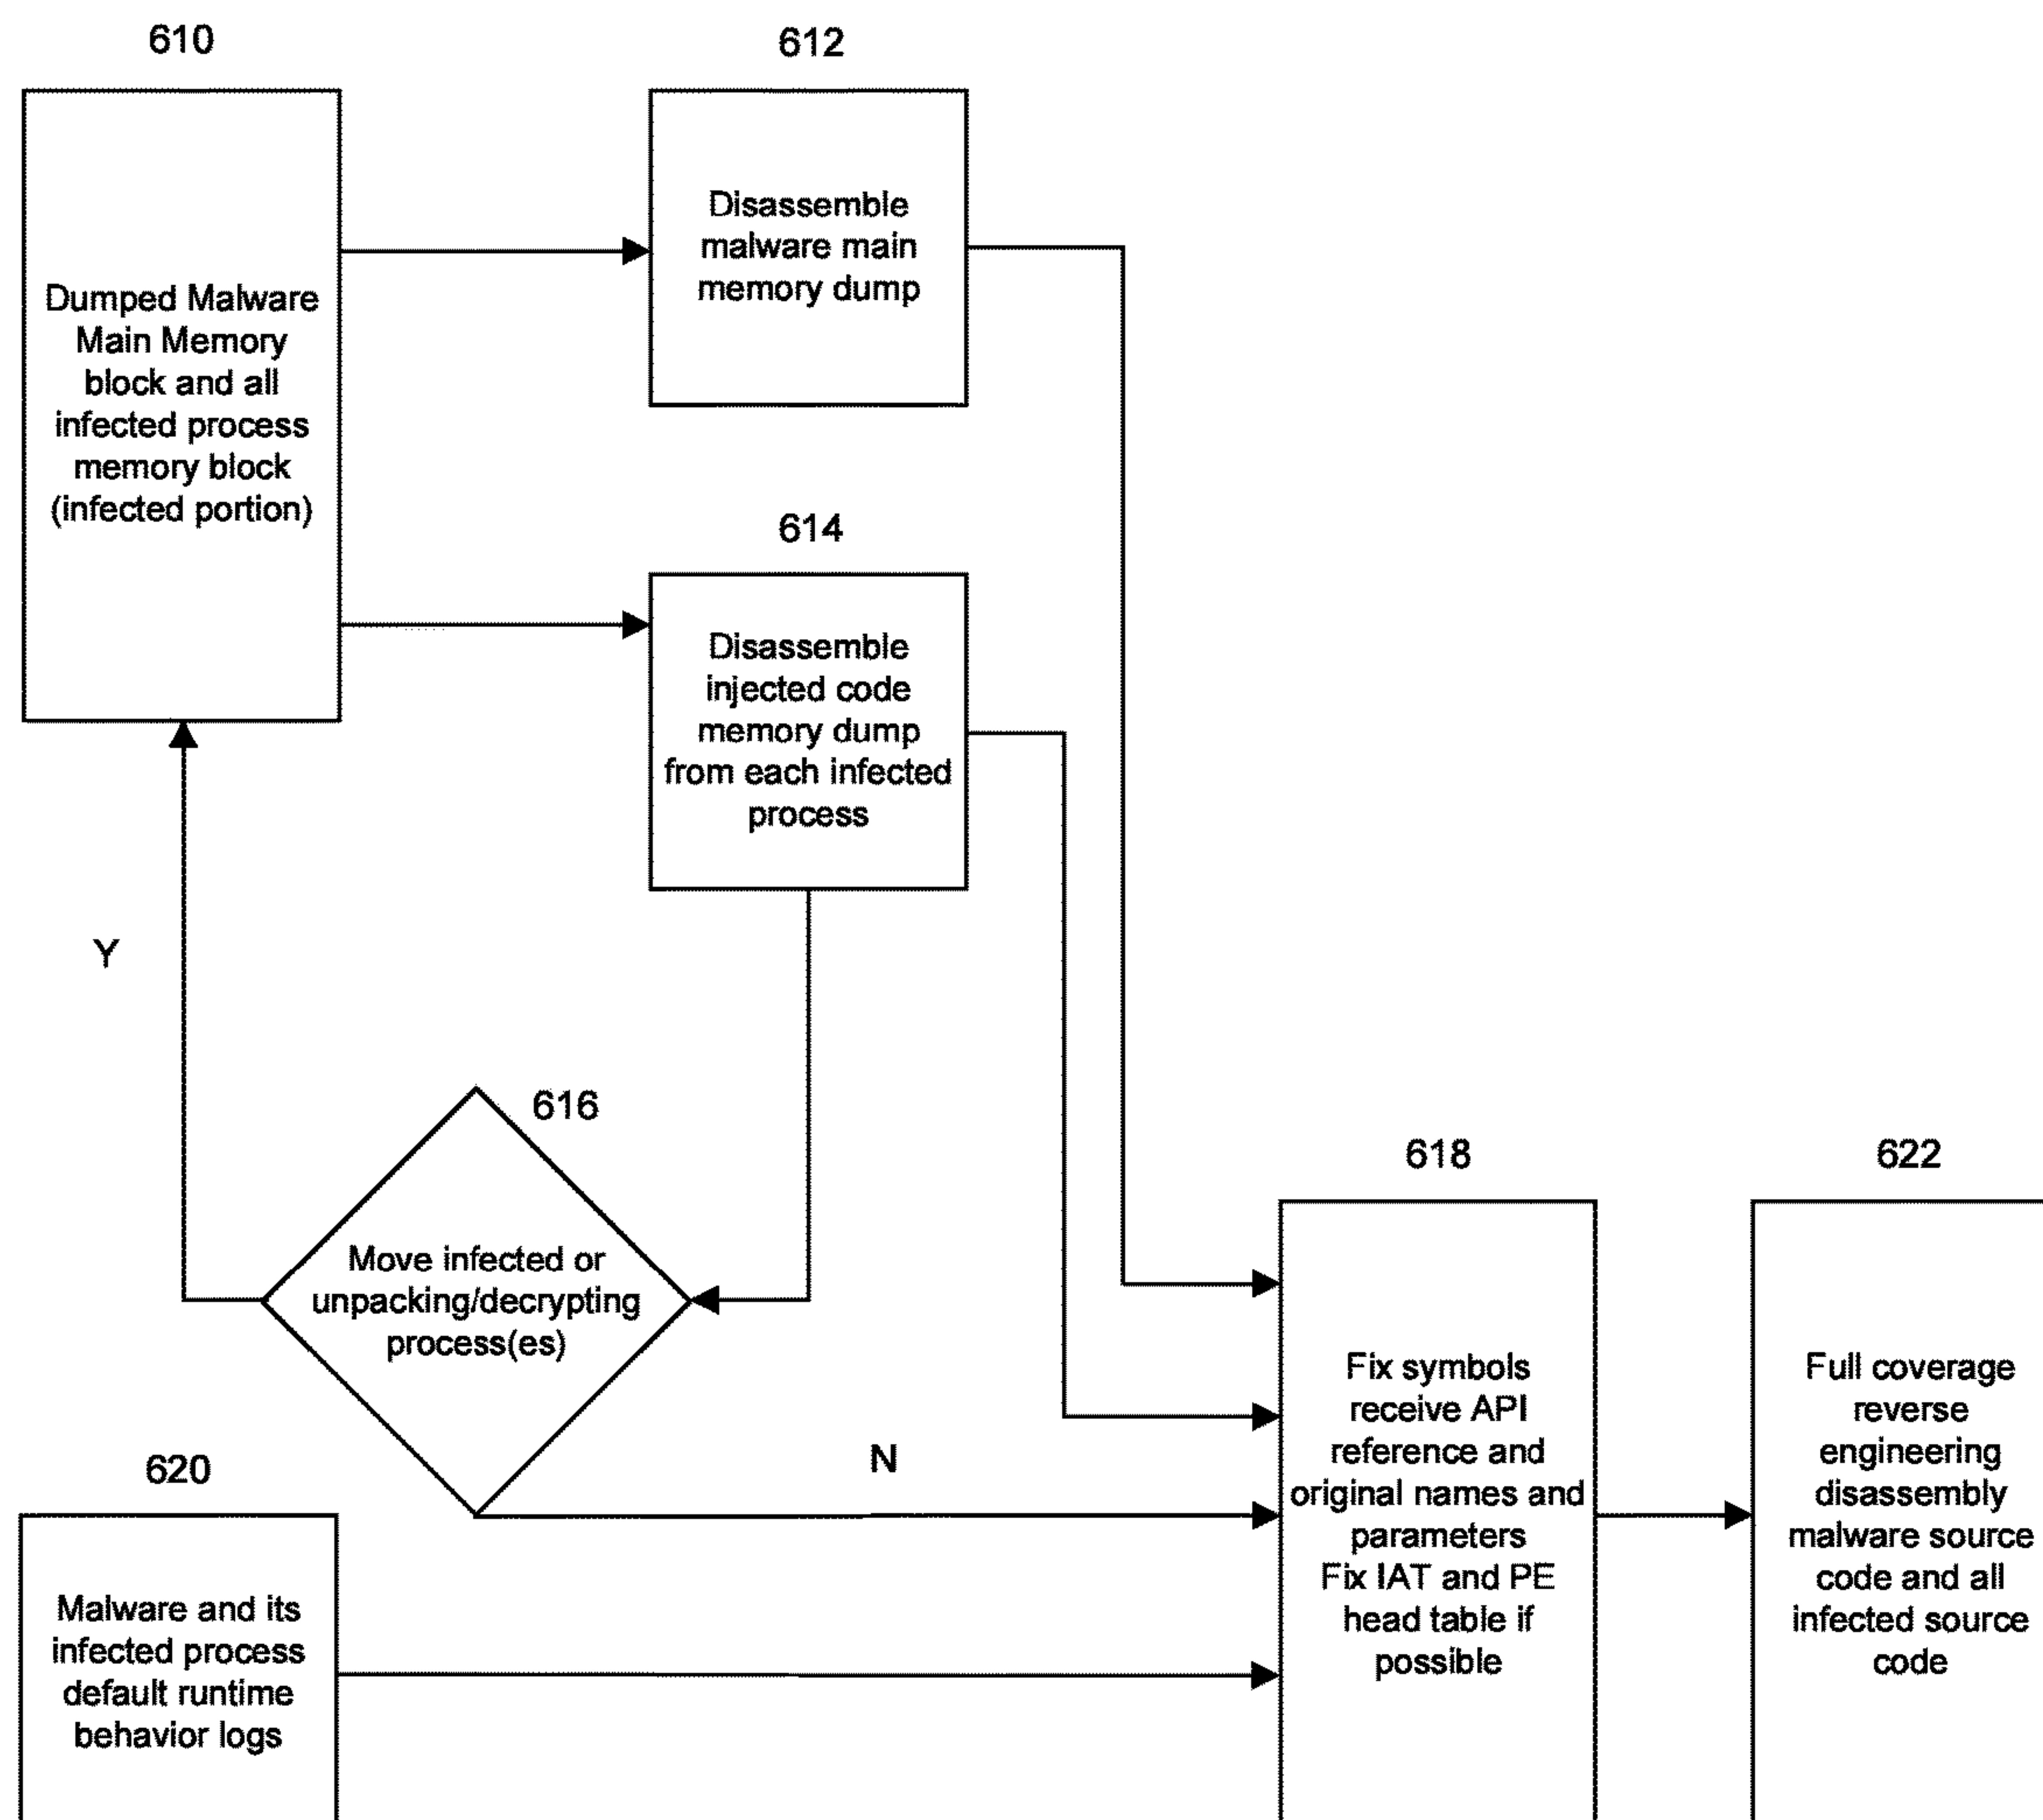 610
Dumped Malware
Main Memory
block and all
infected process
memory block
(infected portion)
612
Disassemble
malware main
memory dump
614
Disassemble
injected code
memory dump
from each infected
process
Y
616
Move infected or
unpacking/decrypting
process(es)
N
620
Malware and its
infected process
default runtime
behavior logs
618
Fix symbols
receive API
reference and
original names and
parameters
Fix IAT and PE
head table if
possible
622
Full coverage
reverse
engineering
disassembly
malware source
code and all
infected source
code